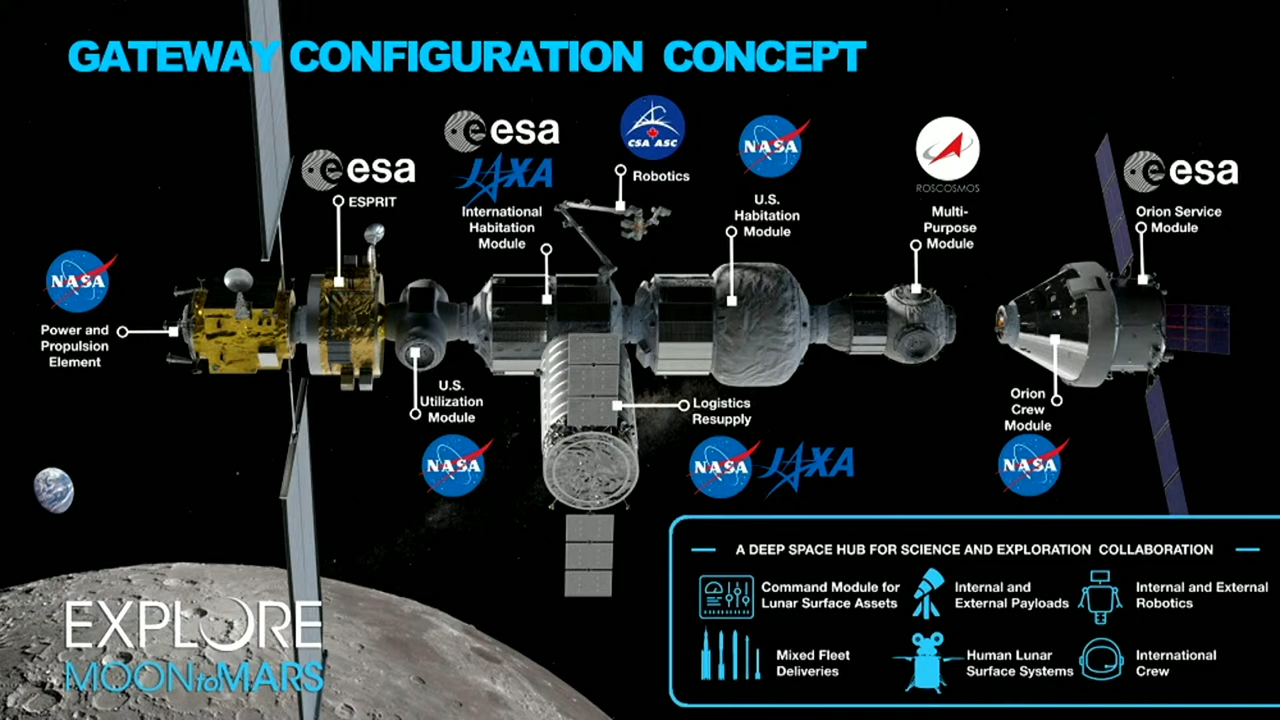 GATEWAY CONFIGURATION CONCEPT
esa
ESPRIT
esa
JAXA
International
Habitation
Module
CSA ASC
Robotics
NASA
U.S.
Habitation
Module
ROSCOSMOS
Multi-
Purpose
Module
esa
Orion Service
Module
NASA
Power and
Propulsion
Element
U.S.
Utilization
Module
NASA
Logistics
Resupply
NASA JAXA
Orion
Crew
Module
NASA
A DEEP SPACE HUB FOR SCIENCE AND EXPLORATION COLLABORATION
Command Module for
Lunar Surface Assets
Internal and
External Payloads
Internal and External
Robotics
Mixed Fleet
Deliveries
Human Lunar
Surface Systems
International
Crew
EXPLORE
MOONtoMARS